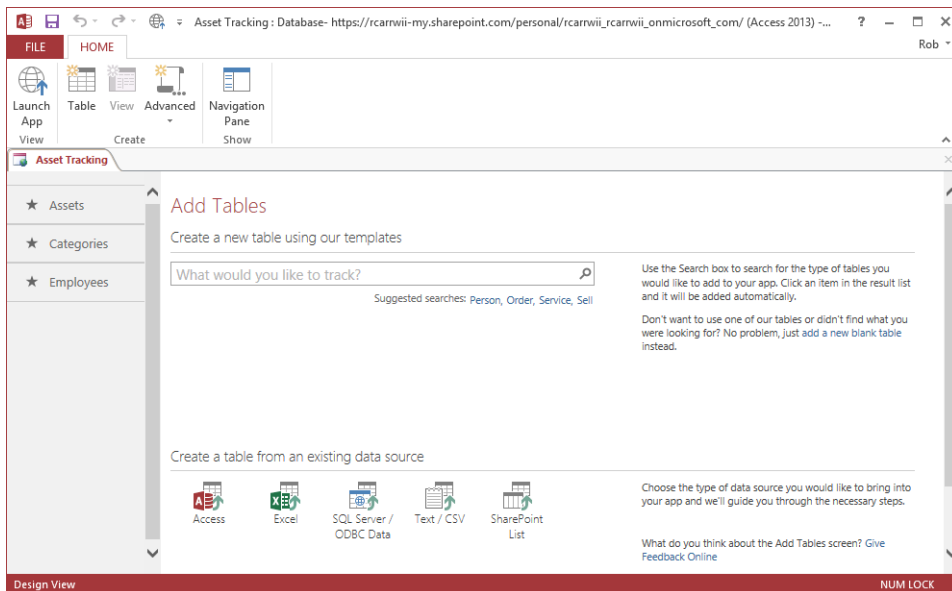 Asset Tracking : Database- https://rcarrwii-my.sharepoint.com/personal/rcarrwii_rcarrwii_onmicrosoft_com/ (Access 2013) -...
?
FILE HOME
Rob
Launch App
Table
View
Advanced
Navigation Pane
View
Create
Show
Asset Tracking
Assets
Categories
Employees
Add Tables
Create a new table using our templates
What would you like to track?
Suggested searches: Person, Order, Service, Sell
Use the Search box to search for the type of tables you
would like to add to your app. Click an item in the result list
and it will be added automatically.
Don't want to use one of our tables or didn't find what you
were looking for? No problem, just add a new blank table
instead.
Create a table from an existing data source
Access
Excel
SQL Server /
ODBC Data
Text / CSV
SharePoint
List
Choose the type of data source you would like to bring into
your app and we'll guide you through the necessary steps.
What do you think about the Add Tables screen? Give
Feedback Online
Design View
NUM LOCK